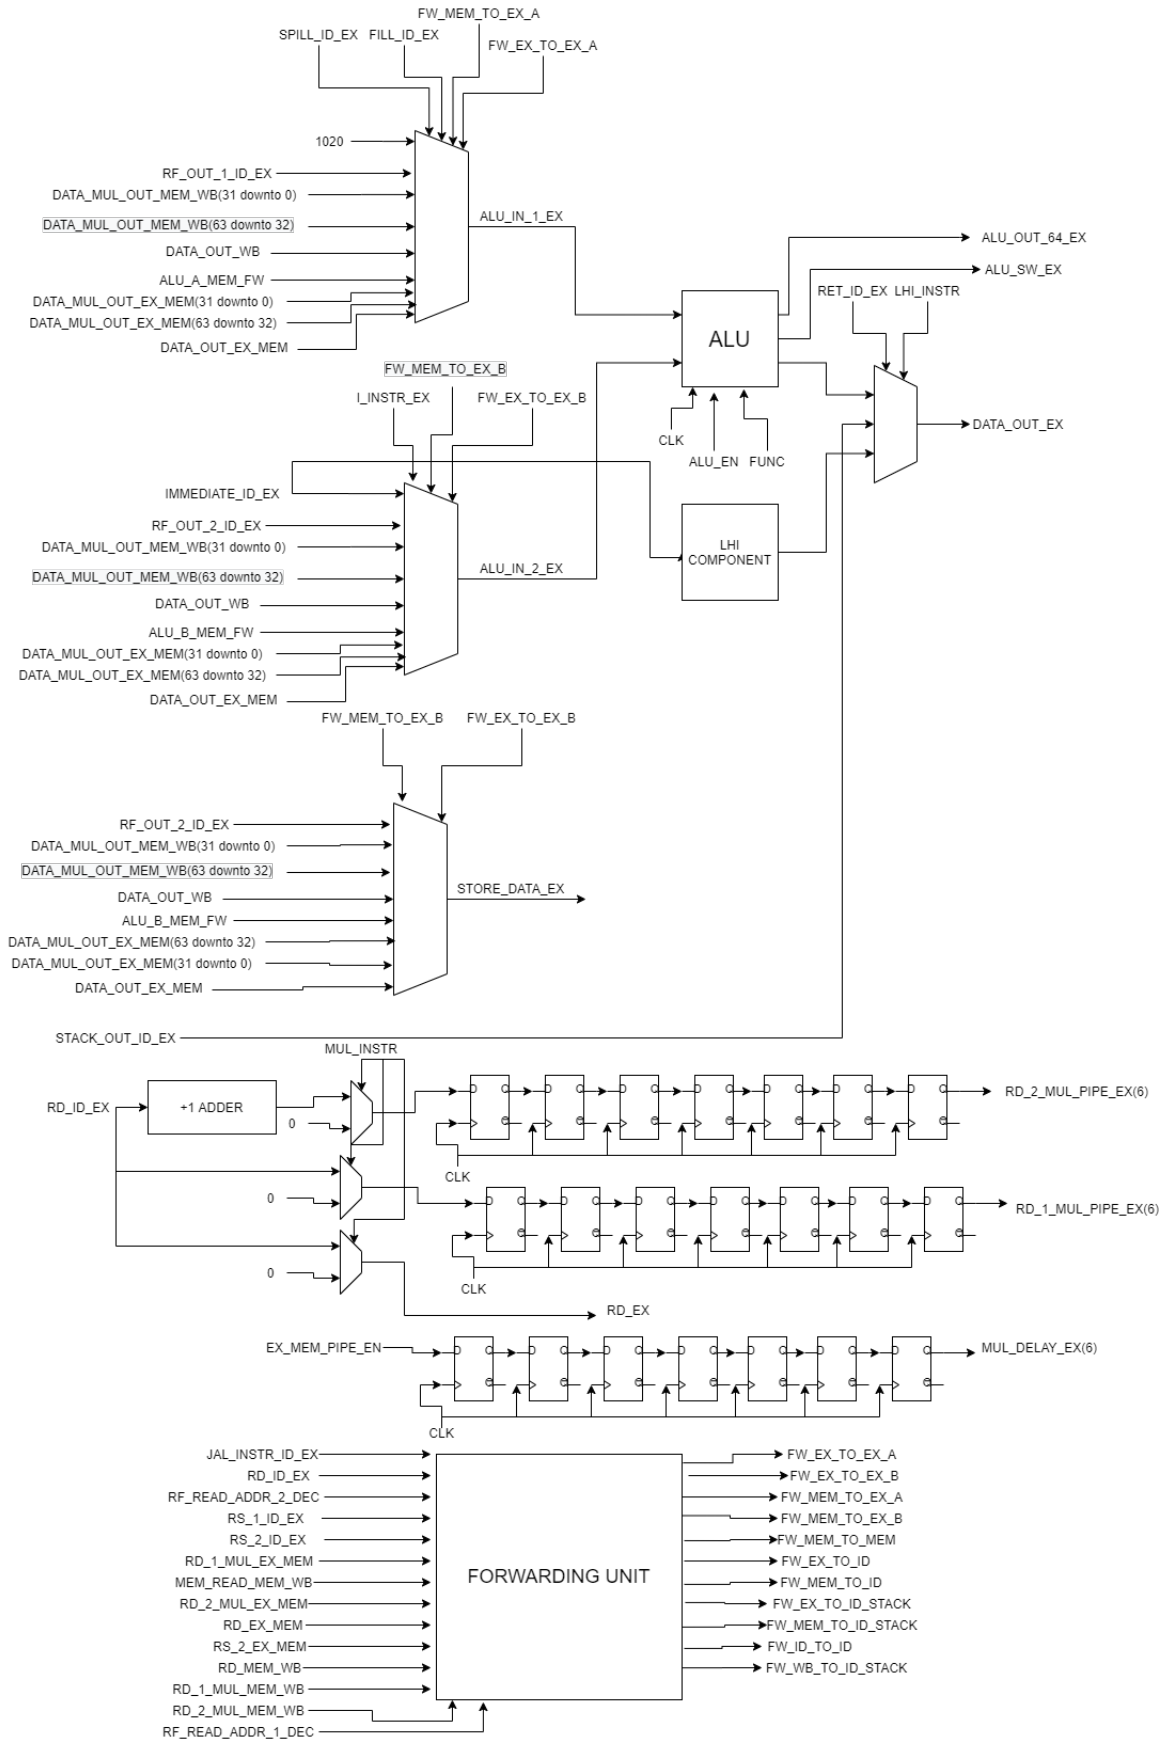 FW_MEM_TO_EX_A
SPILL_ID_EX FILL_ID_EX
FW_EX_TO_EX_A
1020
RF_OUT_1_ID_EX
DATA_MUL_OUT_MEM_WB(31 downto 0)
DATA_MUL_OUT_MEM_WB(63 downto 32)
ALU_IN_1_EX
DATA_OUT_WB
ALU_A_MEM_FW
DATA_MUL_OUT_EX_MEM(31 downto 0)
DATA_MUL_OUT_EX_MEM(63 downto 32)
DATA_OUT_EX_MEM
ALU_OUT_64_EX
ALU_SW_EX
RET_ID_EX LHI_INSTR
ALU
CLK
ALU_EN FUNC
DATA_OUT_EX
FW_MEM_TO_EX_B
I_INSTR_EX
FW_EX_TO_EX_B
IMMEDIATE_ID_EX
RF_OUT_2_ID_EX
DATA_MUL_OUT_MEM_WB(31 downto 0)
DATA_MUL_OUT_MEM_WB(63 downto 32)
ALU_IN_2_EX
LHI
COMPONENT
DATA_OUT_WB
ALU_B_MEM_FW
DATA_MUL_OUT_EX_MEM(31 downto 0)
DATA_MUL_OUT_EX_MEM(63 downto 32)
DATA_OUT_EX_MEM
FW_MEM_TO_EX_B FW_EX_TO_EX_B
RF_OUT_2_ID_EX
DATA_MUL_OUT_MEM_WB(31 downto 0)
DATA_MUL_OUT_MEM_WB(63 downto 32)
STORE_DATA_EX
DATA_OUT_WB
ALU_B_MEM_FW
DATA_MUL_OUT_EX_MEM(63 downto 32)
DATA_MUL_OUT_EX_MEM(31 downto 0)
DATA_OUT_EX_MEM
STACK_OUT_ID_EX
MUL_INSTR
RD_ID_EX
+1 ADDER
0
D Q D Q D Q D Q D Q D Q D Q
Q Q Q Q Q Q Q
RD_2_MUL_PIPE_EX(6)
CLK
0
D Q D Q D Q D Q D Q D Q D Q
Q Q Q Q Q Q Q
RD_1_MUL_PIPE_EX(6)
CLK
0
RD_EX
EX_MEM_PIPE_EN
D Q D Q D Q D Q D Q D Q D Q
Q Q Q Q Q Q Q
MUL_DELAY_EX(6)
CLK
JAL_INSTR_ID_EX
RD_ID_EX
RF_READ_ADDR_2_DEC
RS_1_ID_EX
RS_2_ID_EX
RD_1_MUL_EX_MEM
MEM_READ_MEM_WB
RD_2_MUL_EX_MEM
RD_EX_MEM
RS_2_EX_MEM
RD_MEM_WB
RD_1_MUL_MEM_WB
RD_2_MUL_MEM_WB
RF_READ_ADDR_1_DEC
FORWARDING UNIT
FW_EX_TO_EX_A
FW_EX_TO_EX_B
FW_MEM_TO_EX_A
FW_MEM_TO_EX_B
FW_MEM_TO_MEM
FW_EX_TO_ID
FW_MEM_TO_ID
FW_EX_TO_ID_STACK
FW_MEM_TO_ID_STACK
FW_ID_TO_ID
FW_WB_TO_ID_STACK